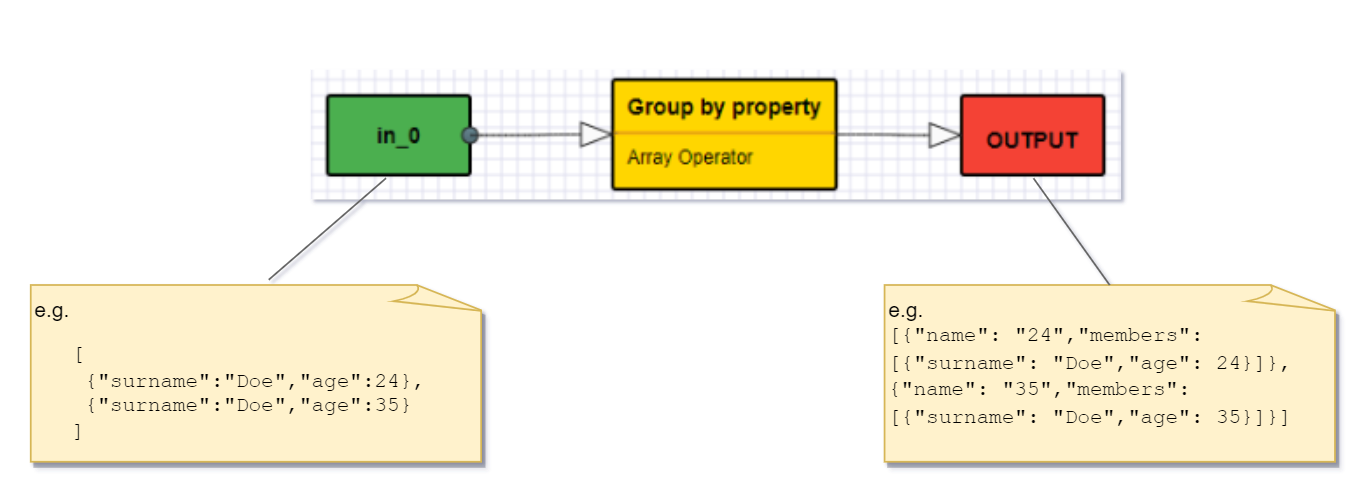 in_0
Group by property
Array Operator
OUTPUT
e.g.
[
{"surname":"Doe","age":24},
{"surname":"Doe","age":35}
]
e.g.
[{"name": "24","members":
[{"surname": "Doe","age": 24}]},
{"name": "35","members":
[{"surname": "Doe","age": 35}]}]